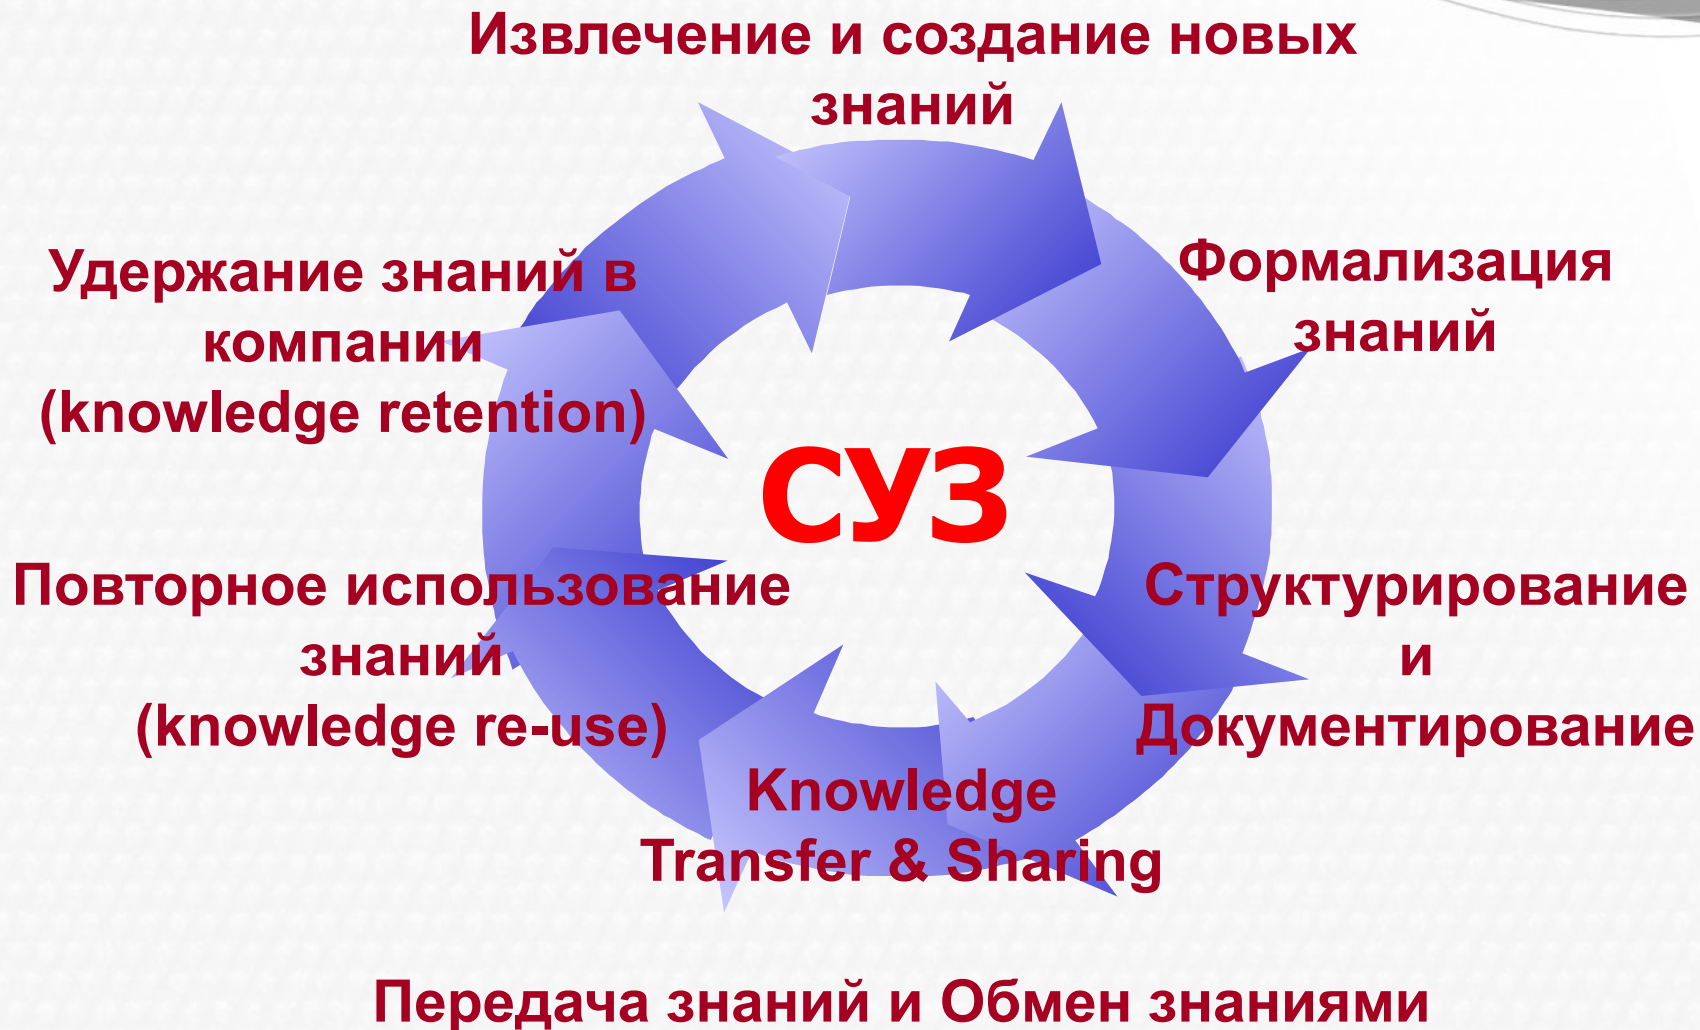 Извлечение и создание новых
знаний
Формализация
знаний
Структурирование
и
Документирование
Knowledge
Transfer & Sharing
Передача знаний и Обмен знаниями
Повторное использование
знаний
(knowledge re-use)
Удержание знаний в
компании
(knowledge retention)
СУЗ